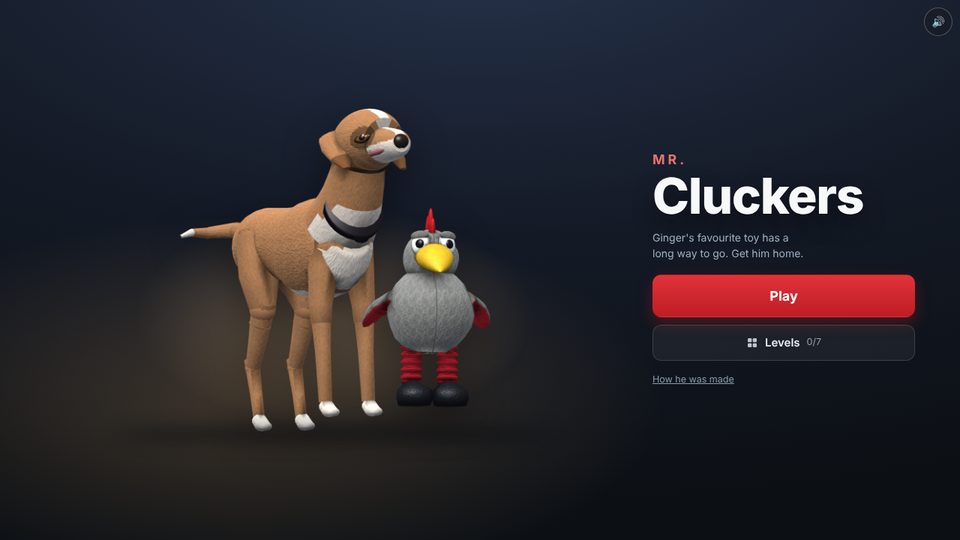 MR.
Cluckers
Ginger's favourite toy has a
long way to go. Get him home.
Play
Levels 0/7
How he was made